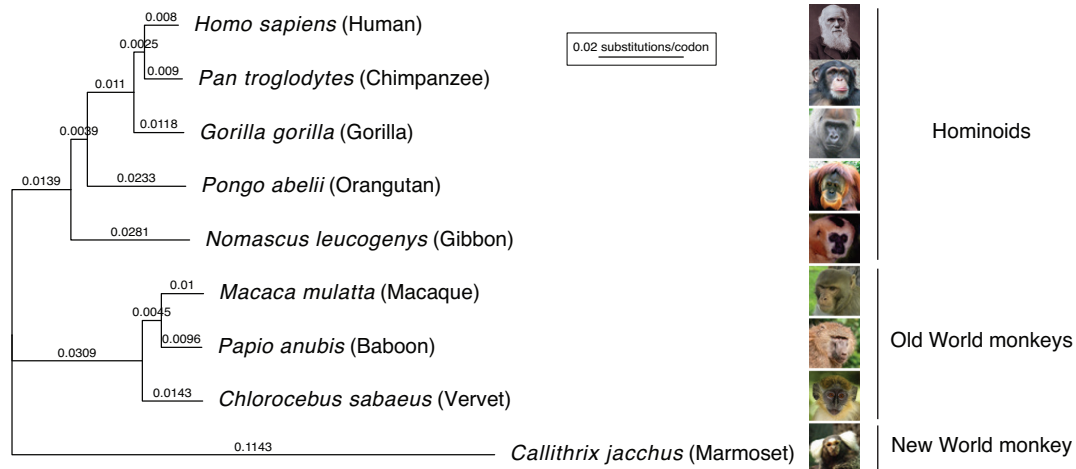 0.008
Homo sapiens (Human)
0.0025
0.02 substitutions/codon
0.009
Pan troglodytes (Chimpanzee)
0.011
0.0118
Gorilla gorilla (Gorilla)
Hominoids
0.0039
0.0233
Pongo abelii (Orangutan)
0.0139
0.0281
Nomascus leucogenys (Gibbon)
0.01
Macaca mulatta (Macaque)
0.0045
0.0096
Papio anubis (Baboon)
Old World monkeys
0.0309
0.0143
Chlorocebus sabaeus (Vervet)
0.1143
Callithrix jacchus (Marmoset)
New World monkey